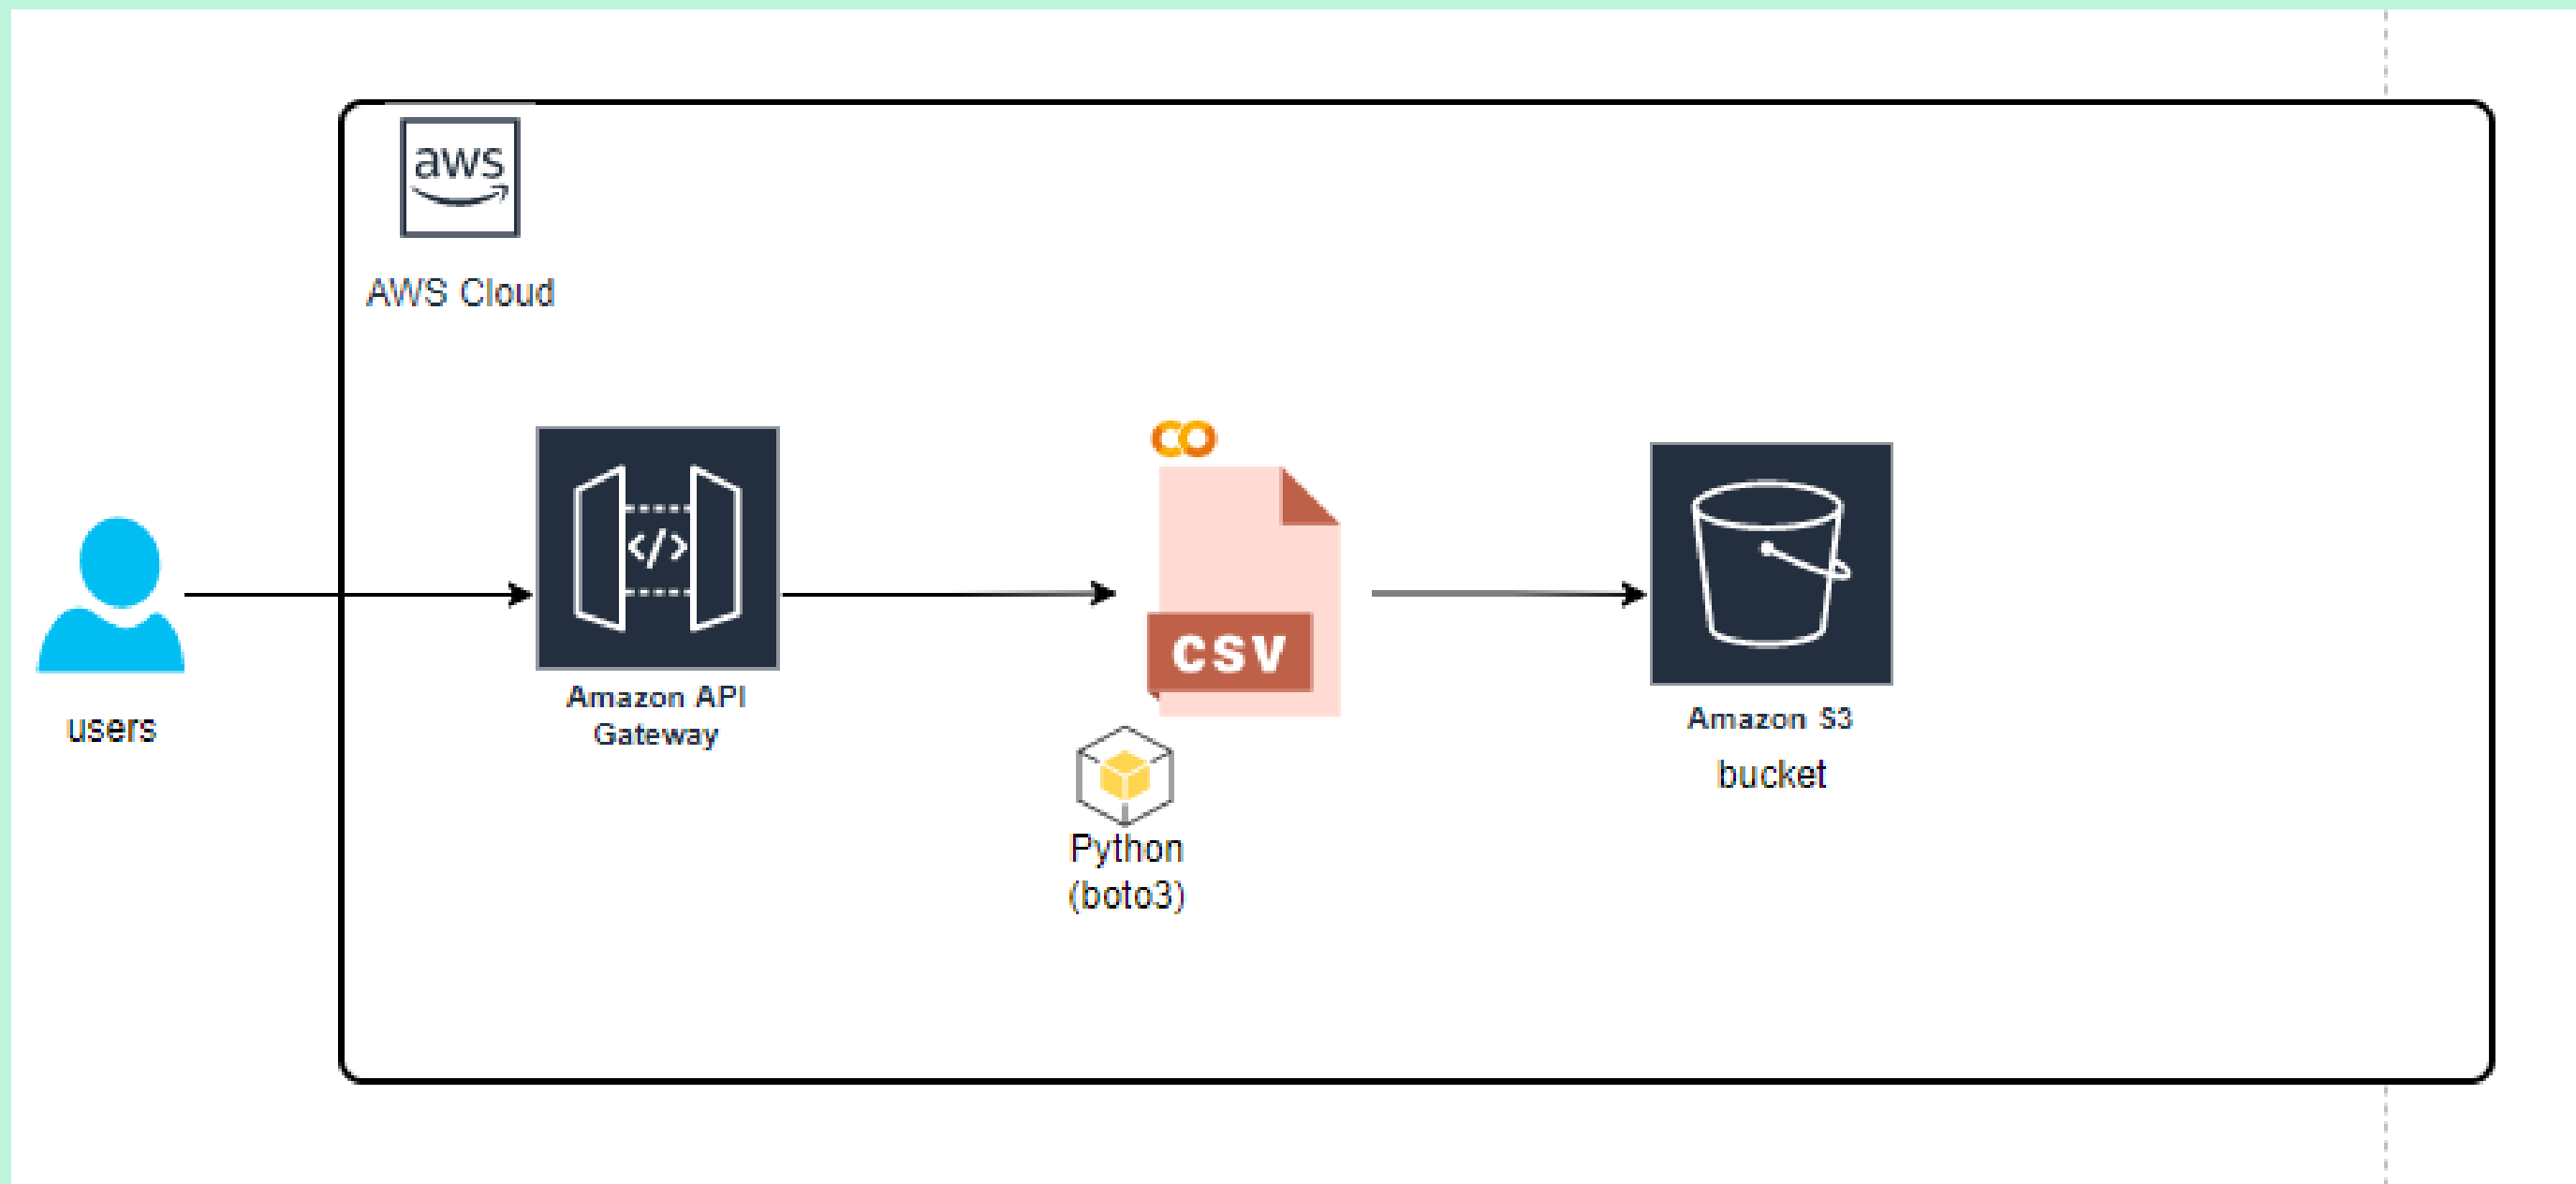 aws
AWS Cloud
users
Amazon API
Gateway
</>
CO
CSV
Python
(boto3)
Amazon S3
bucket